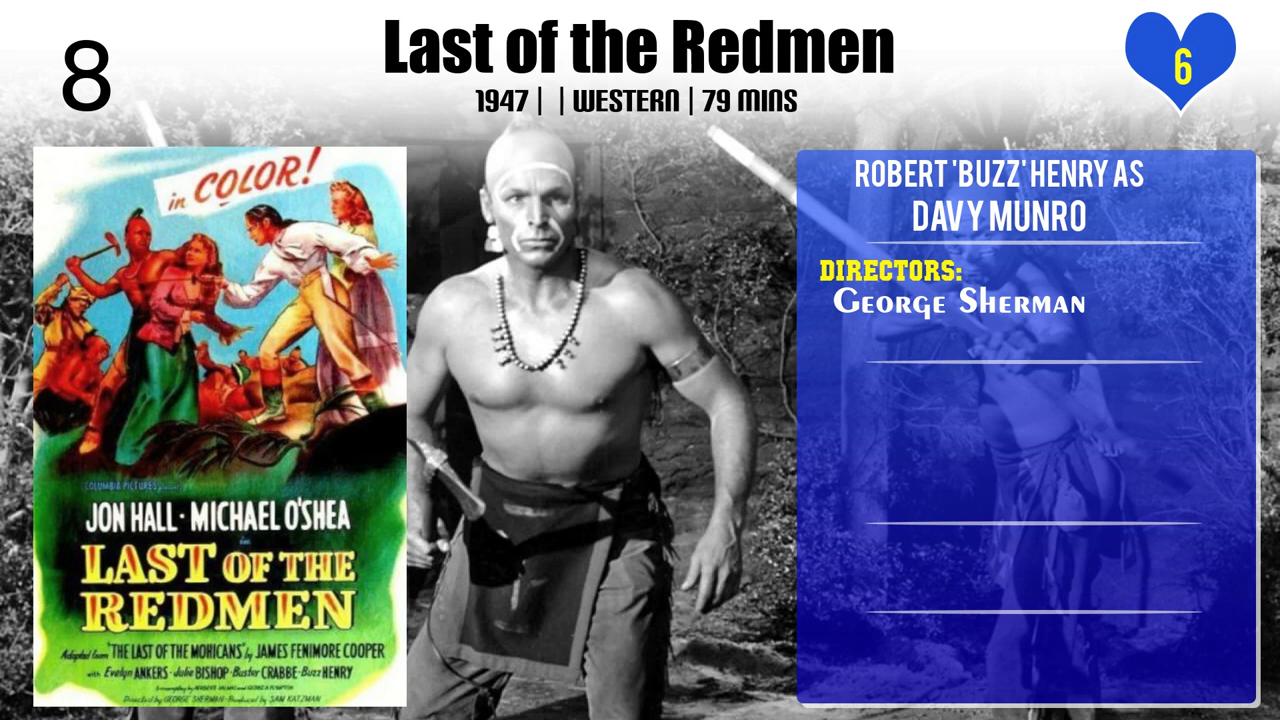 8
Last of the Redmen
1947 | | WESTERN | 79 MINS
6
in COLOR!
COLUMBIA PICTURES
JON HALL · MICHAEL O'SHEA
in
LAST OF THE
REDMEN
Adapted from "THE LAST OF THE MOHICANS" by JAMES FENIMORE COOPER
with Evelyn ANKERS · Julie BISHOP · Buster CRABBE · Buzz HENRY
Directed by GEORGE SHERMAN · Produced by SAM KATZMAN
ROBERT 'BUZZ' HENRY AS
DAVY MUNRO
DIRECTORS:
George Sherman